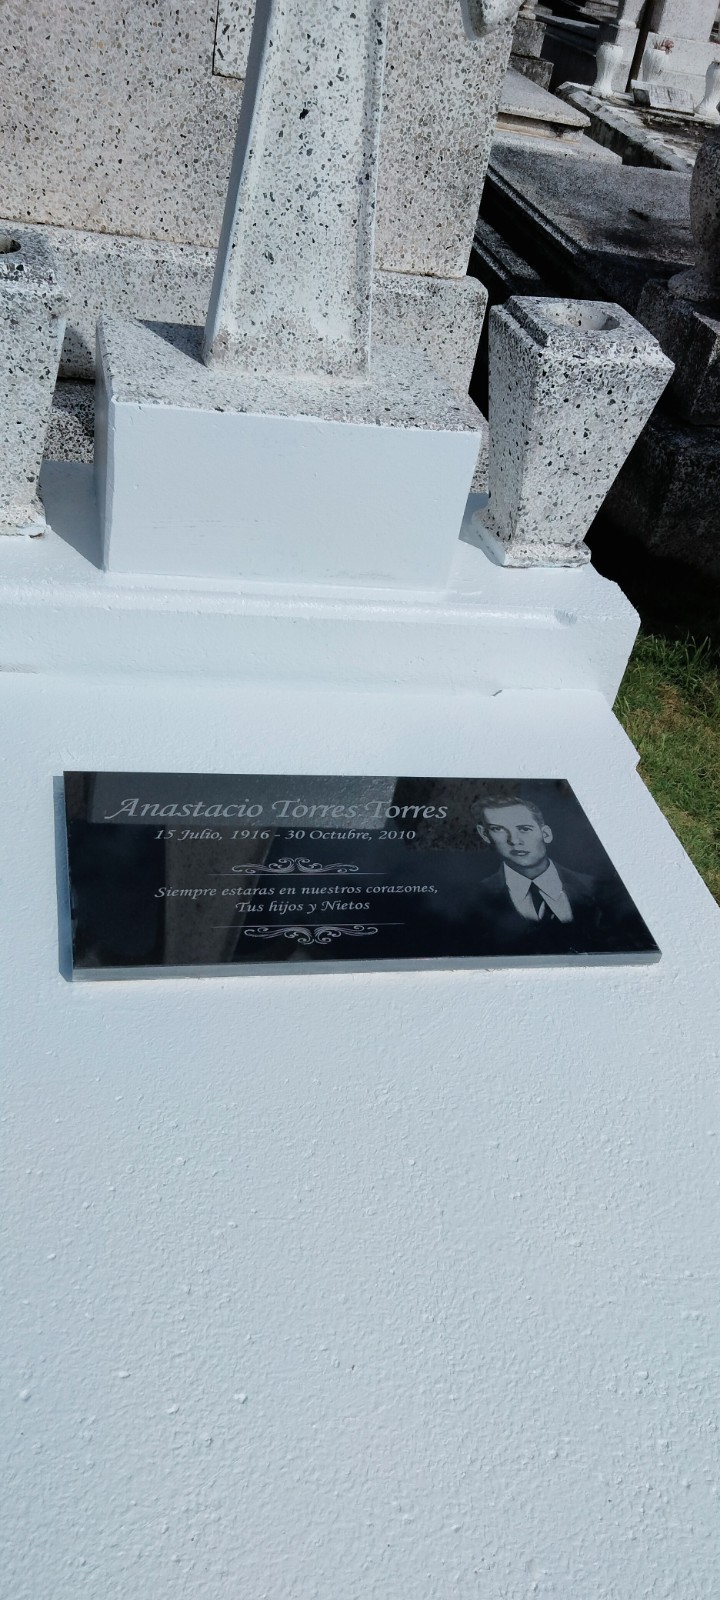 Anastacio Torres Torres
15 Julio, 1916 - 30 Octubre, 2010
Siempre estaras en nuestros corazones,
Tus hijos y Nietos